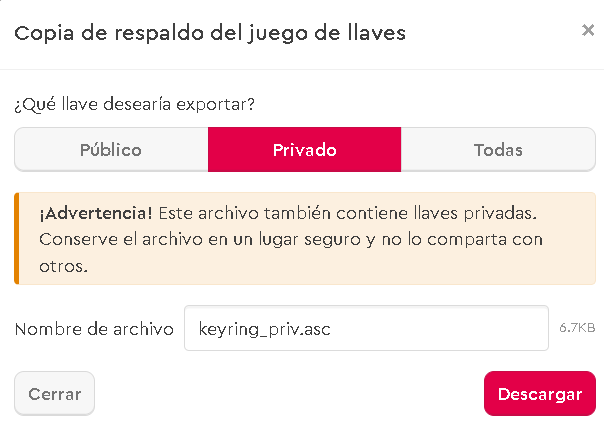 Copia de respaldo del juego de llaves ×
¿Qué llave desearía exportar?
Público Privado Todas
¡Advertencia! Este archivo también contiene llaves privadas.
Conserve el archivo en un lugar seguro y no lo comparta con
otros.
Nombre de archivo keyring_priv.asc 6.7KB
Cerrar Descargar